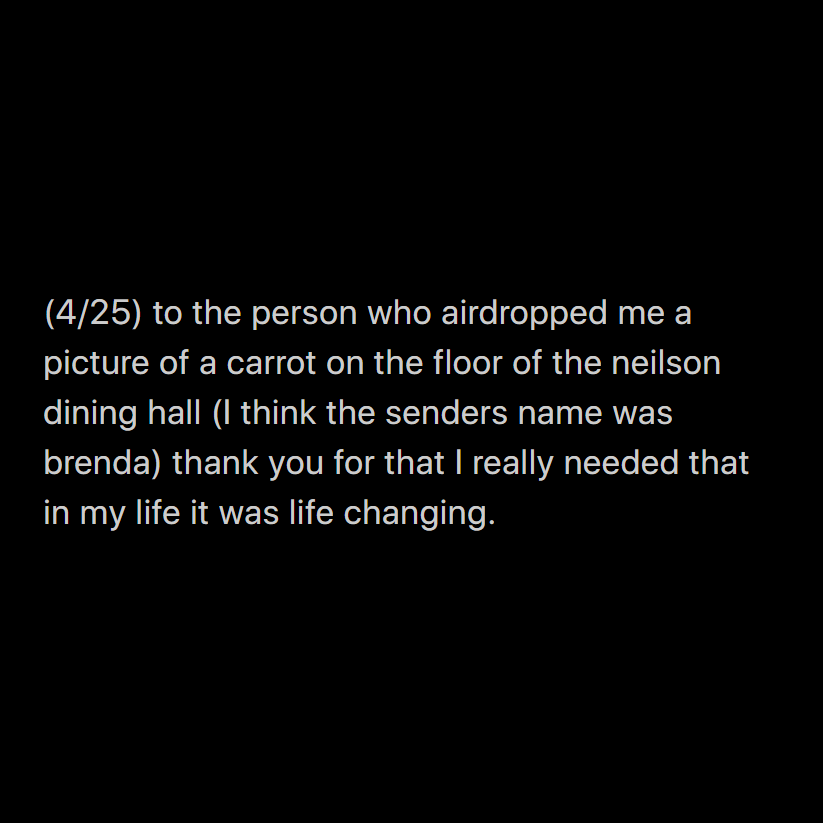 (4/25) to the person who airdropped me a
picture of a carrot on the floor of the neilson
dining hall (I think the senders name was
brenda) thank you for that I really needed that
in my life it was life changing.